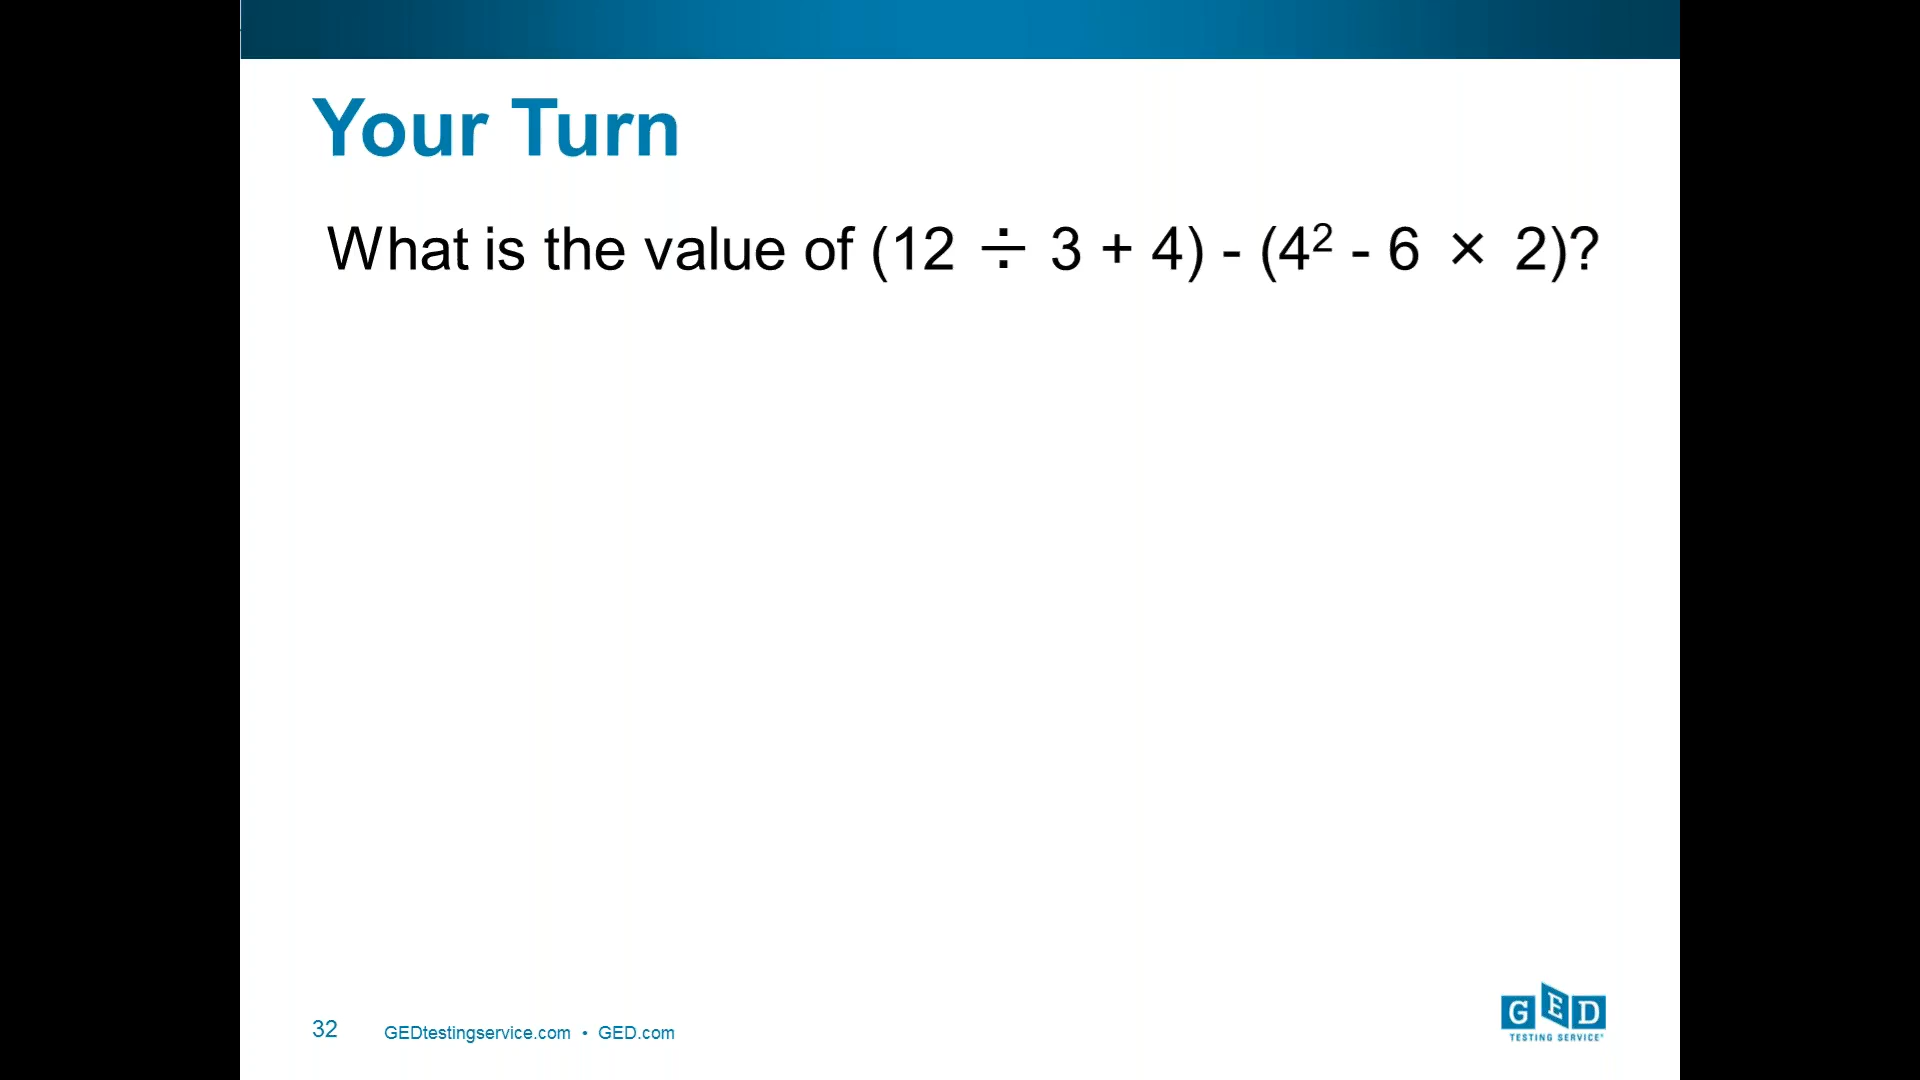 Your Turn
What is the value of (12 ÷ 3 + 4) - (4² - 6 × 2)?
32 GEDtestingservice.com • GED.com
GED
TESTING SERVICE®